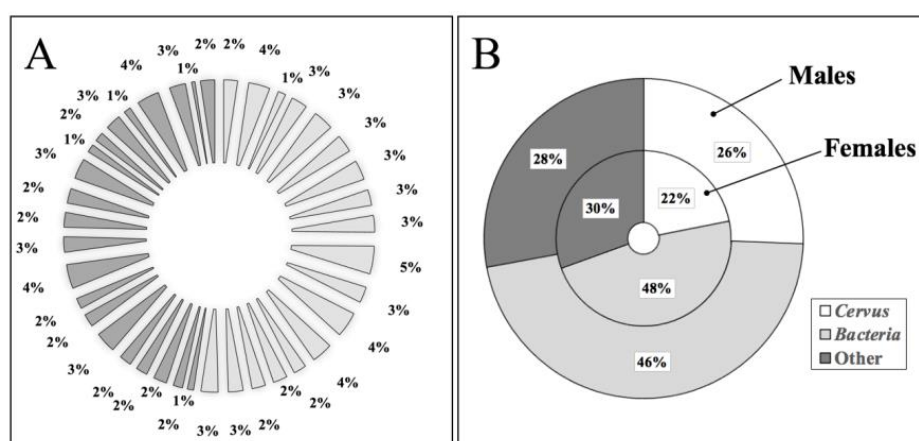 A
3% 2% 2% 4%
4% 1% 3%
1%
3% 1% 3%
2%
3%
1%
3% 3%
2% 3%
2% 3%
3%
5%
4%
3%
2%
2%
4%
3%
2% 4%
2% 2%
1% 2%
2%
2% 2%
3% 3%
B
Males
Females
26%
28%
22%
30%
48%
46%
Cervus
Bacteria
Other